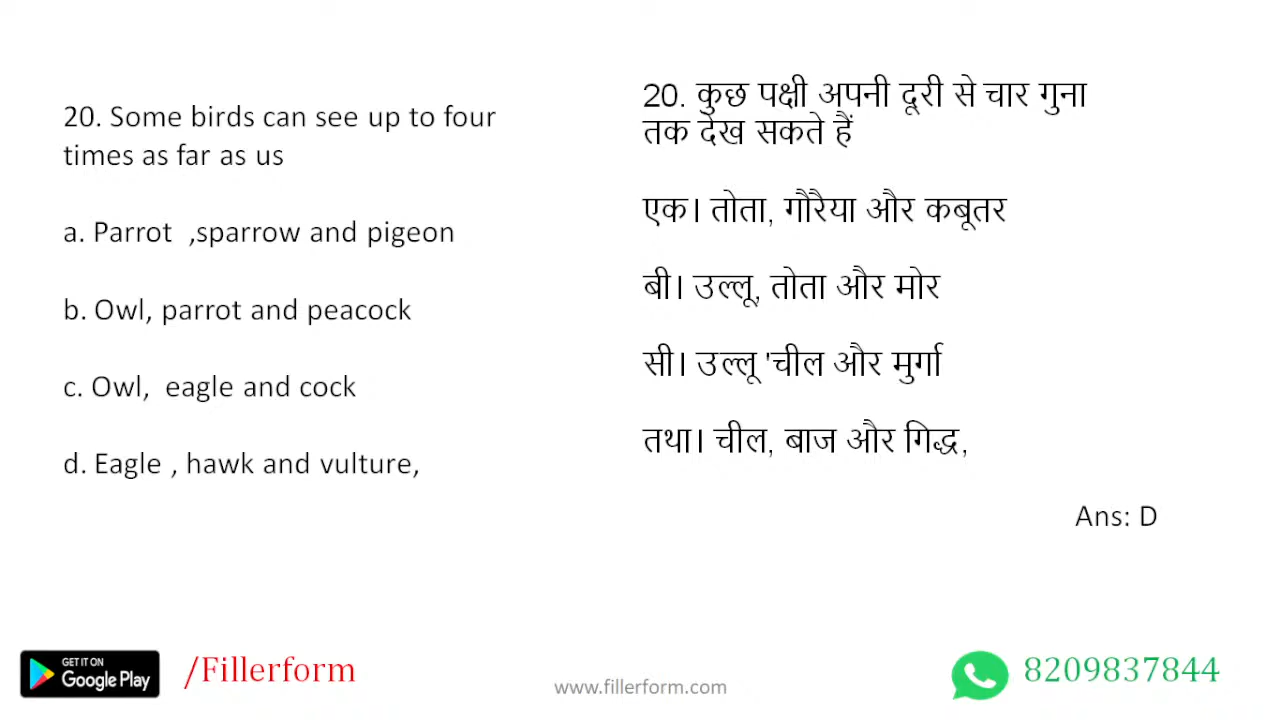 20. Some birds can see up to four
times as far as us
a. Parrot ,sparrow and pigeon
b. Owl, parrot and peacock
c. Owl, eagle and cock
d. Eagle , hawk and vulture,
20. कुछ पक्षी अपनी दूरी से चार गुना
तक देख सकते हैं
एक। तोता, गौरैया और कबूतर
बी। उल्लू, तोता और मोर
सी। उल्लू 'चील और मुर्गा
तथा। चील, बाज और गिद्ध,
Ans: D
GET IT ON
Google Play
/Fillerform
www.fillerform.com
8209837844